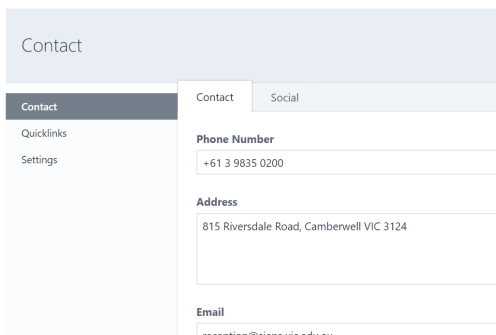 Contact
Contact
Quicklinks
Settings
Contact Social
Phone Number
+61 3 9835 0200
Address
815 Riversdale Road, Camberwell VIC 3124
Email